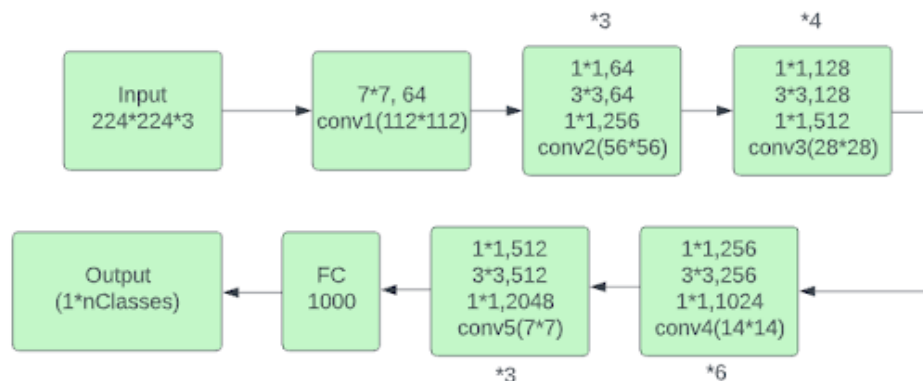 Input
224*224*3
7*7, 64
conv1(112*112)
*3
1*1,64
3*3,64
1*1,256
conv2(56*56)
*4
1*1,128
3*3,128
1*1,512
conv3(28*28)
1*1,256
3*3,256
1*1,1024
conv4(14*14)
*6
1*1,512
3*3,512
1*1,2048
conv5(7*7)
*3
FC
1000
Output
(1*nClasses)